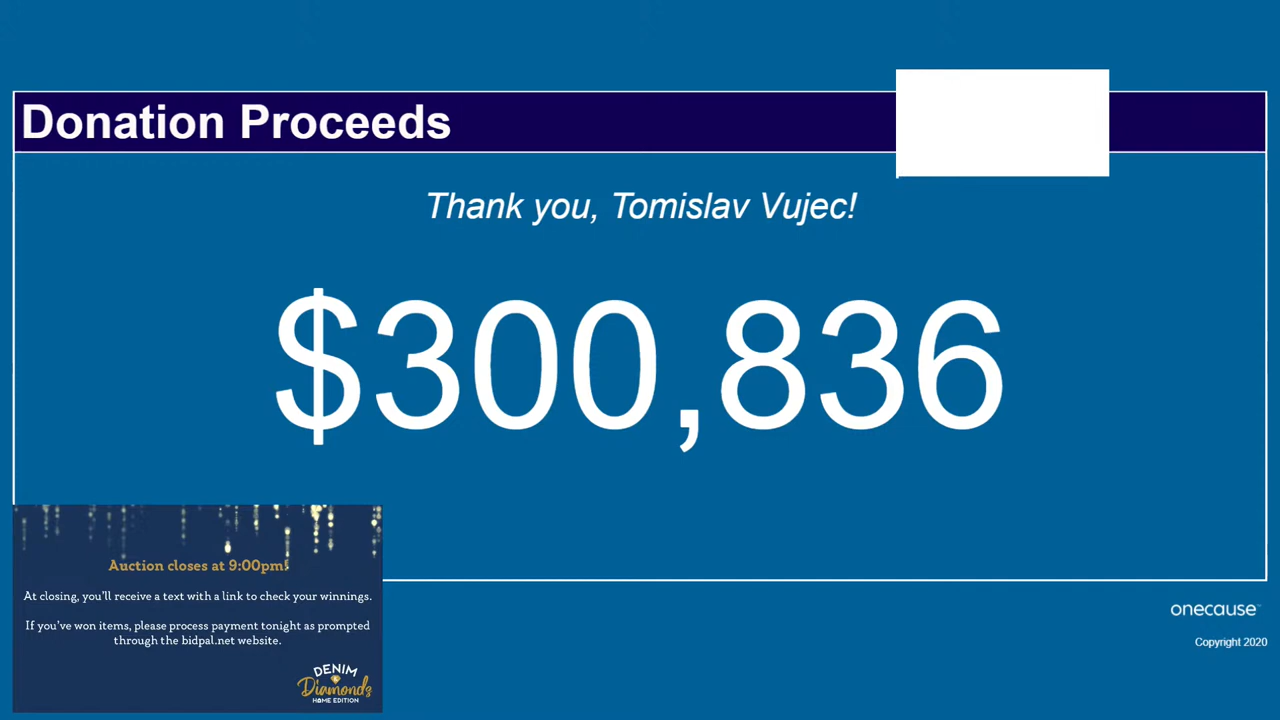 Donation Proceeds
Thank you, Tomislav Vujec!
$300,836
Auction closes at 9:00pm!
At closing, you'll receive a text with a link to check your winnings.
If you've won items, please process payment tonight as prompted
through the bidpal.net website.
DENIM
Diamonds
HOME EDITION
onecause™
Copyright 2020